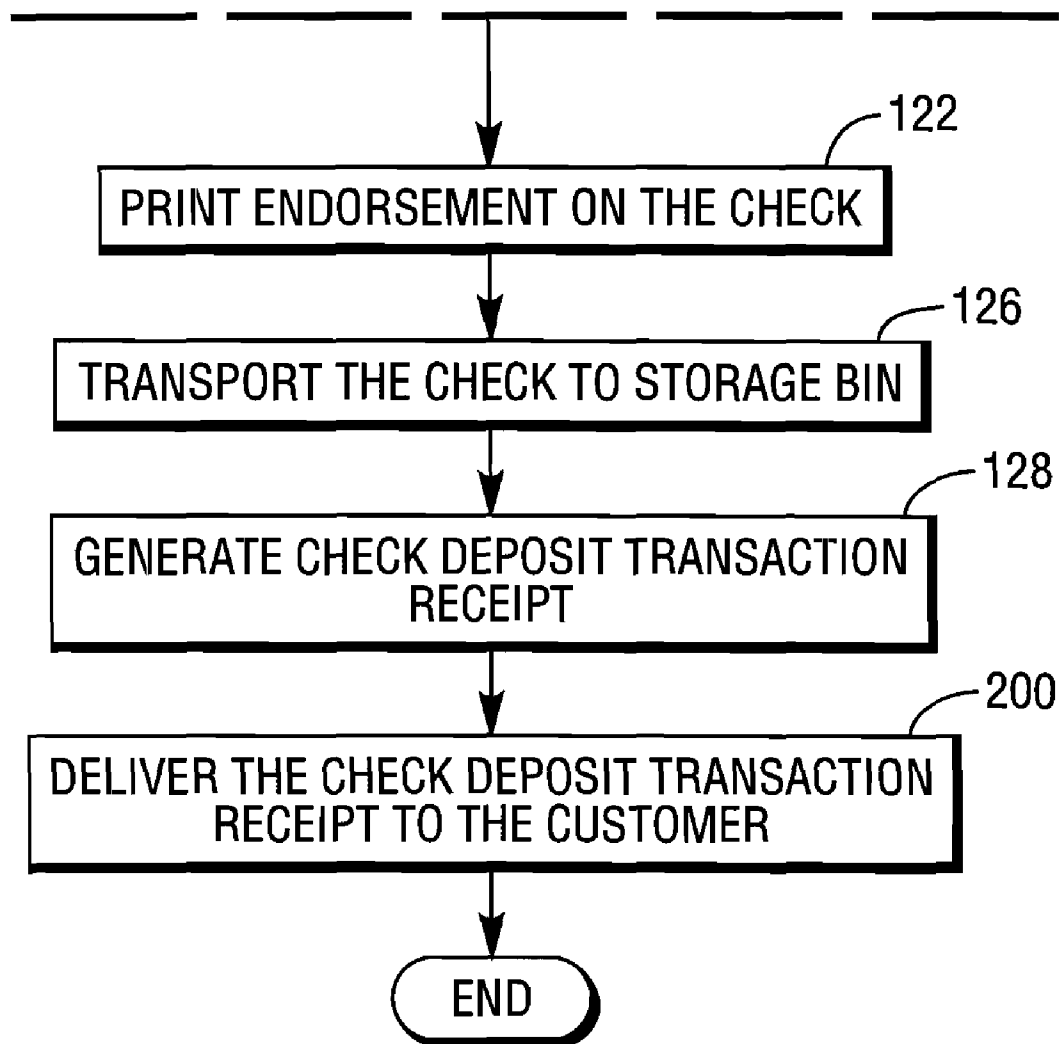 122
PRINT ENDORSEMENT ON THE CHECK
126
TRANSPORT THE CHECK TO STORAGE BIN
128
GENERATE CHECK DEPOSIT TRANSACTION
RECEIPT
200
DELIVER THE CHECK DEPOSIT TRANSACTION
RECEIPT TO THE CUSTOMER
END